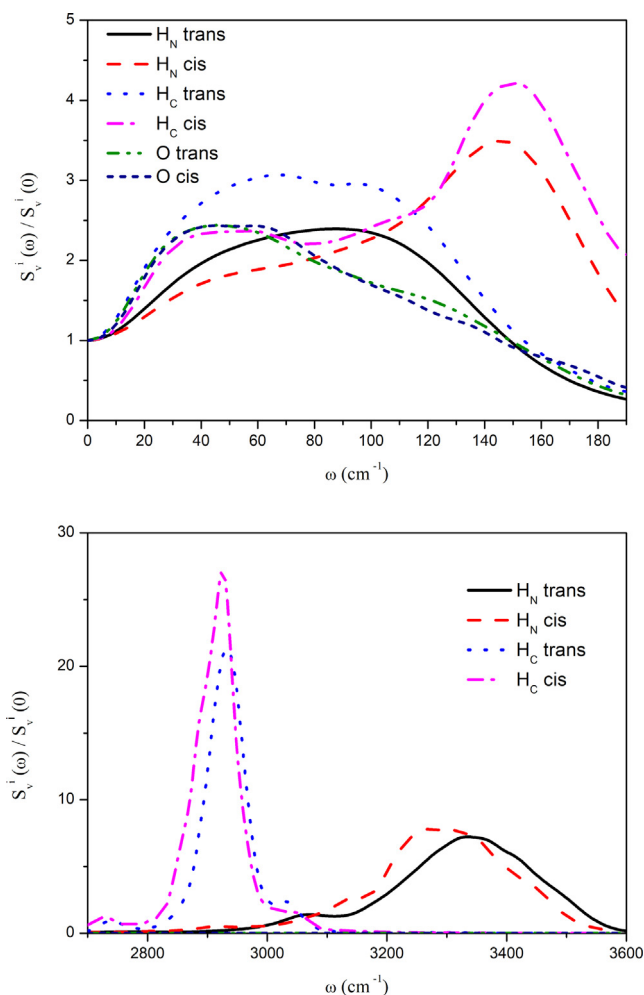 5
4
3
2
1
0
S_v^i (ω) / S_v^i (0)
H_N trans
H_N cis
H_C trans
H_C cis
O trans
O cis
0 20 40 60 80 100 120 140 160 180
ω (cm⁻¹)
30
20
10
0
S_v^i (ω) / S_v^i (0)
H_N trans
H_N cis
H_C trans
H_C cis
2800 3000 3200 3400 3600
ω (cm⁻¹)